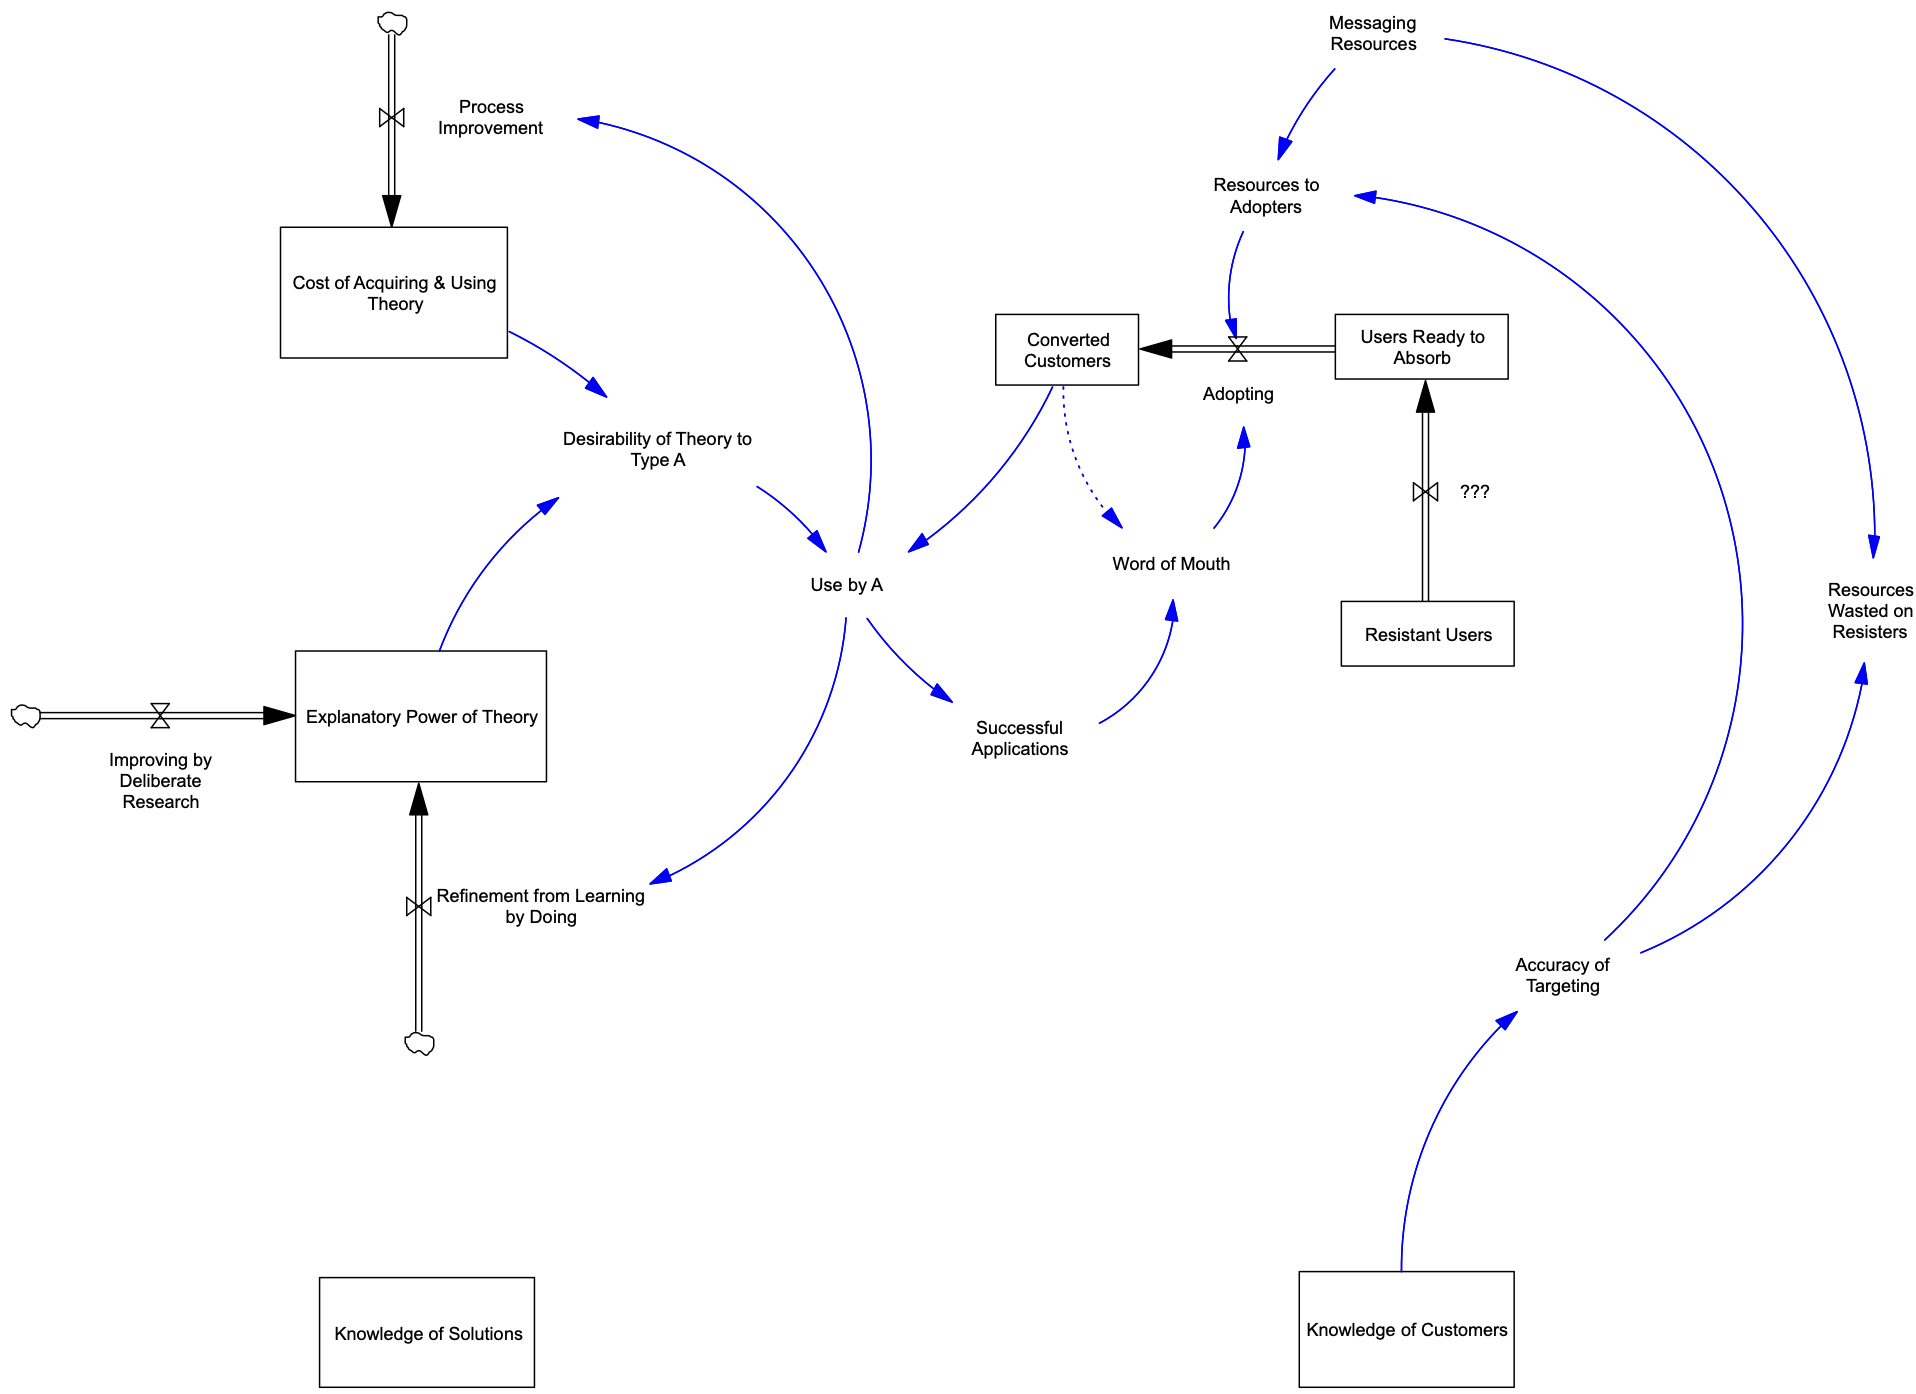 Messaging
Resources
Process
Improvement
Resources to
Adopters
Cost of Acquiring & Using
Theory
Converted
Customers
Users Ready to
Absorb
Adopting
Desirability of Theory to
Type A
???
Word of Mouth
Use by A
Resources
Wasted on
Resisters
Resistant Users
Explanatory Power of Theory
Successful
Applications
Improving by
Deliberate
Research
Refinement from Learning
by Doing
Accuracy of
Targeting
Knowledge of Solutions
Knowledge of Customers